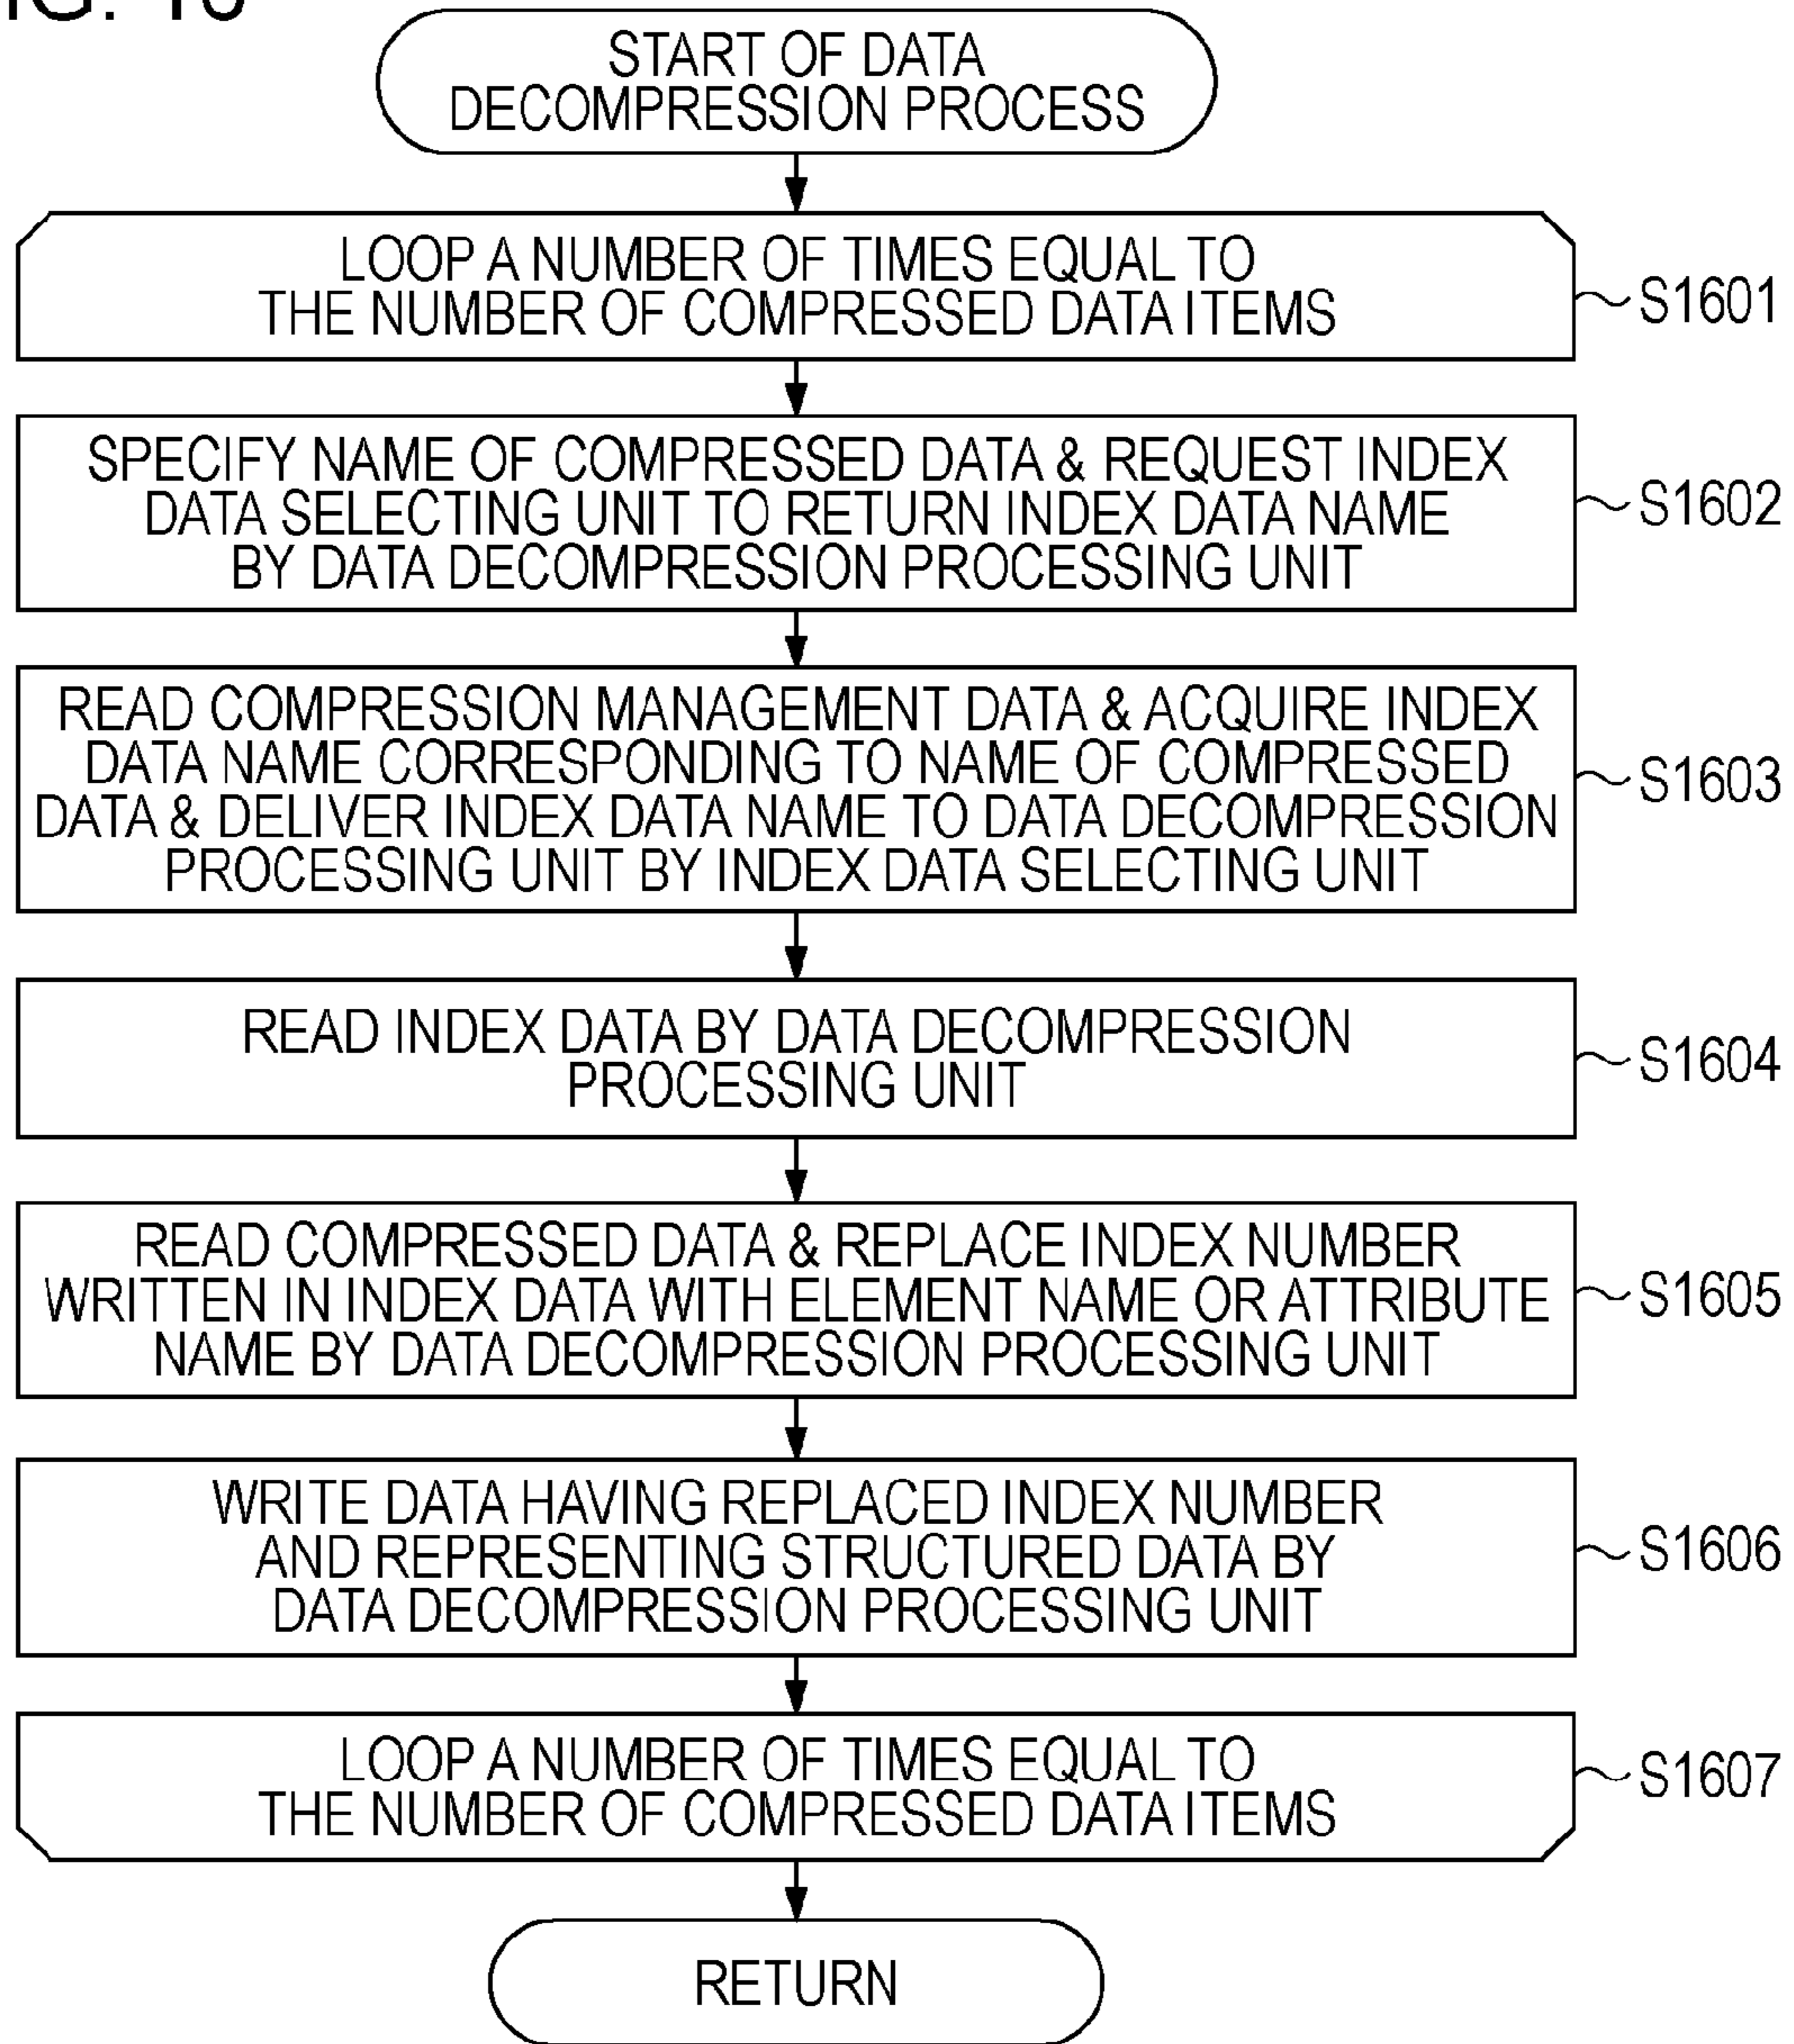 START OF DATA
DECOMPRESSION PROCESS
LOOP A NUMBER OF TIMES EQUAL TO
THE NUMBER OF COMPRESSED DATA ITEMS
S1601
SPECIFY NAME OF COMPRESSED DATA & REQUEST INDEX
DATA SELECTING UNIT TO RETURN INDEX DATA NAME
BY DATA DECOMPRESSION PROCESSING UNIT
S1602
READ COMPRESSION MANAGEMENT DATA & ACQUIRE INDEX
DATA NAME CORRESPONDING TO NAME OF COMPRESSED
DATA & DELIVER INDEX DATA NAME TO DATA DECOMPRESSION
PROCESSING UNIT BY INDEX DATA SELECTING UNIT
S1603
READ INDEX DATA BY DATA DECOMPRESSION
PROCESSING UNIT
S1604
READ COMPRESSED DATA & REPLACE INDEX NUMBER
WRITTEN IN INDEX DATA WITH ELEMENT NAME OR ATTRIBUTE
NAME BY DATA DECOMPRESSION PROCESSING UNIT
S1605
WRITE DATA HAVING REPLACED INDEX NUMBER
AND REPRESENTING STRUCTURED DATA BY
DATA DECOMPRESSION PROCESSING UNIT
S1606
LOOP A NUMBER OF TIMES EQUAL TO
THE NUMBER OF COMPRESSED DATA ITEMS
S1607
RETURN